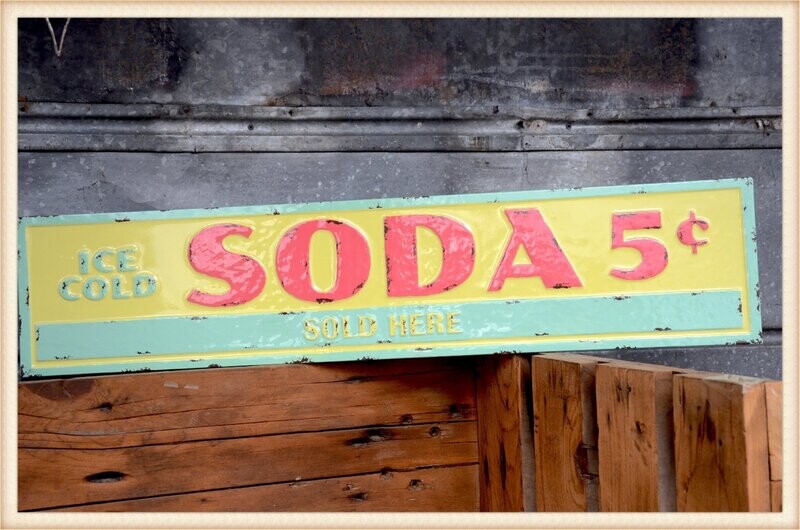 ICE
COLD
SODA 5¢
SOLD HERE